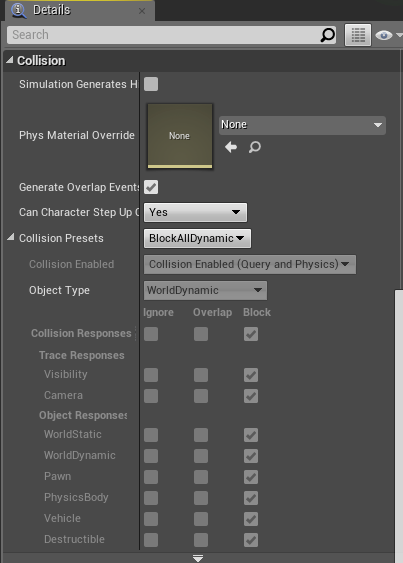 Details
Search
Collision
Simulation Generates H
Phys Material Override
None
None
Generate Overlap Events
Can Character Step Up C
Yes
Collision Presets
BlockAllDynamic
Collision Enabled
Collision Enabled (Query and Physics)
Object Type
WorldDynamic
Ignore Overlap Block
Collision Responses
Trace Responses
Visibility
Camera
Object Responses
WorldStatic
WorldDynamic
Pawn
PhysicsBody
Vehicle
Destructible